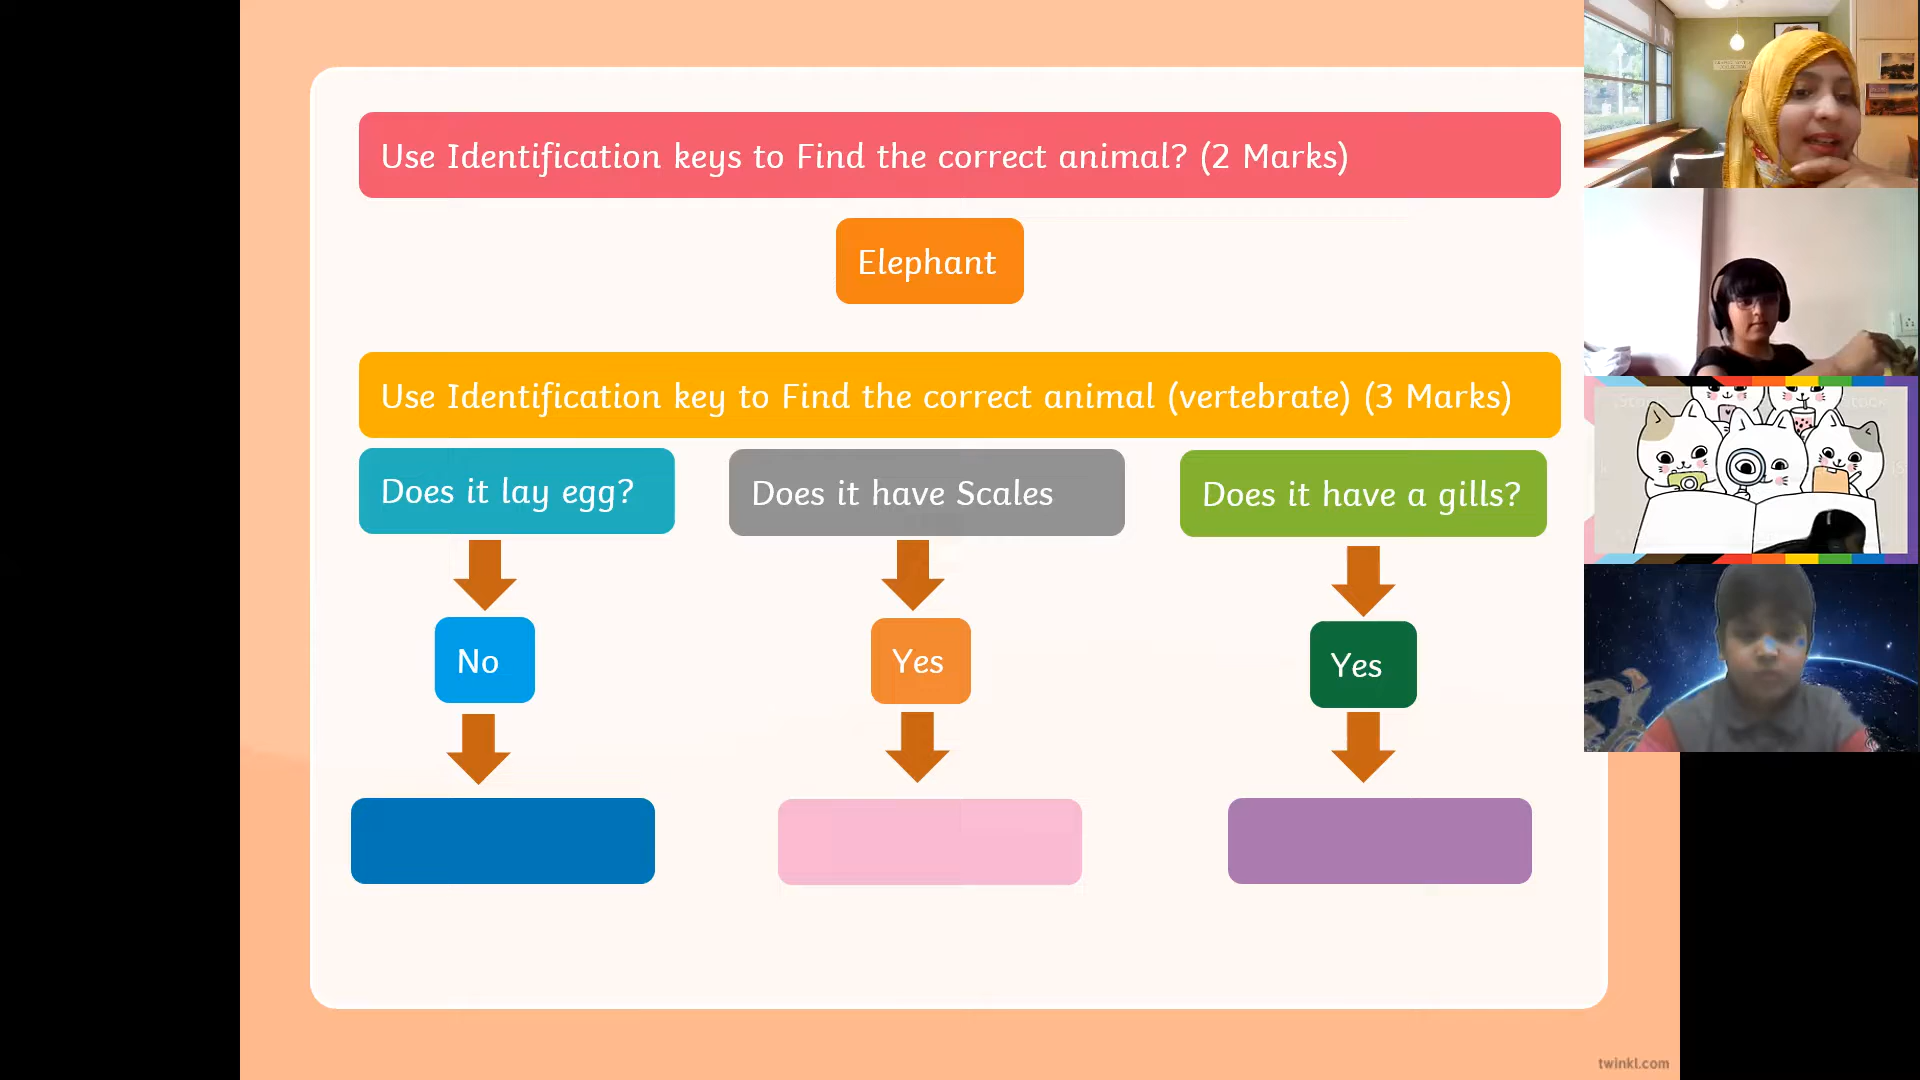 Use Identification keys to Find the correct animal? (2 Marks)
Elephant
Use Identification key to Find the correct animal (vertebrate) (3 Marks)
Does it lay egg?
Does it have Scales
Does it have a gills?
No
Yes
Yes
twinkl.com